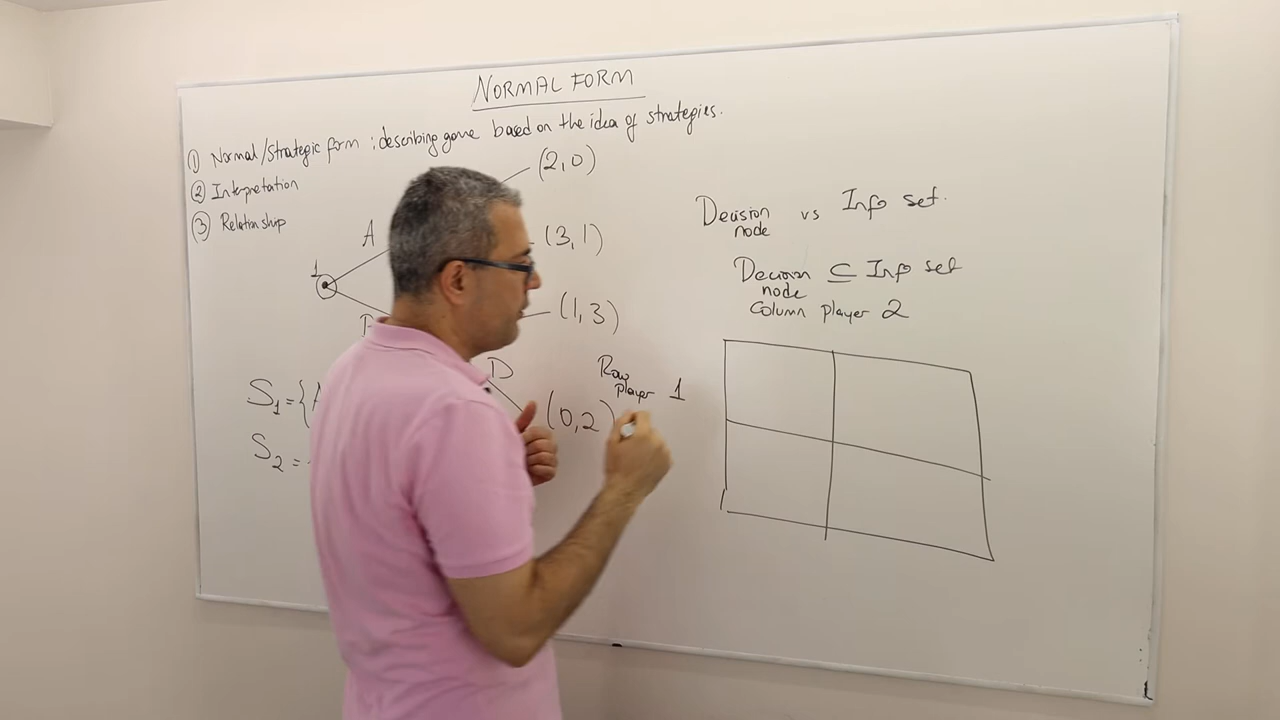 NORMAL FORM
① Normal/Strategic form : describing game based on the idea of strategies.
② Interpretation
③ Relationship
(2,0)
A
(3,1)
1
(1,3)
D
(0,2)
S₁={
S₂=
Decision node vs Info set.
Decision node ⊆ Info set
Column player 2
Row player 1